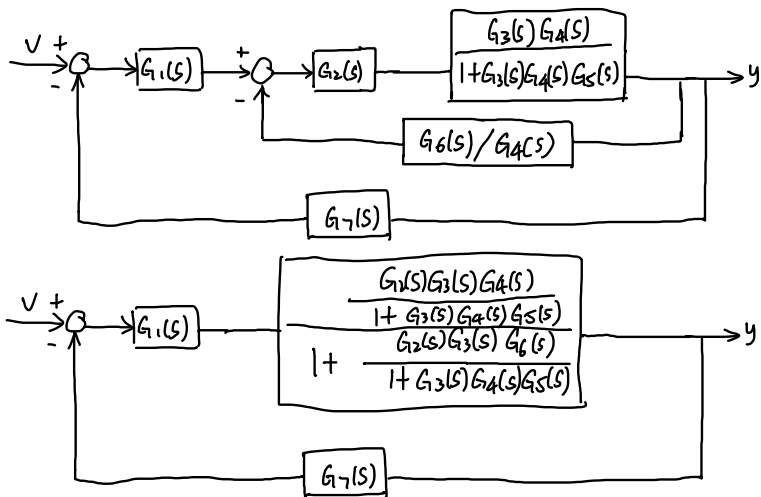 G3(s) G4(s)
V + G1(s) + G2(s) 1+G3(s)G4(s)G5(s) y
- -
G6(s)/G4(s)
G7(s)
G2(s)G3(s)G4(s)
1+ G3(s)G4(s)G5(s)
V + G1(s) y
- 1+ G2(s)G3(s) G6(s)
1+G3(s)G4(s)G5(s)
G7(s)